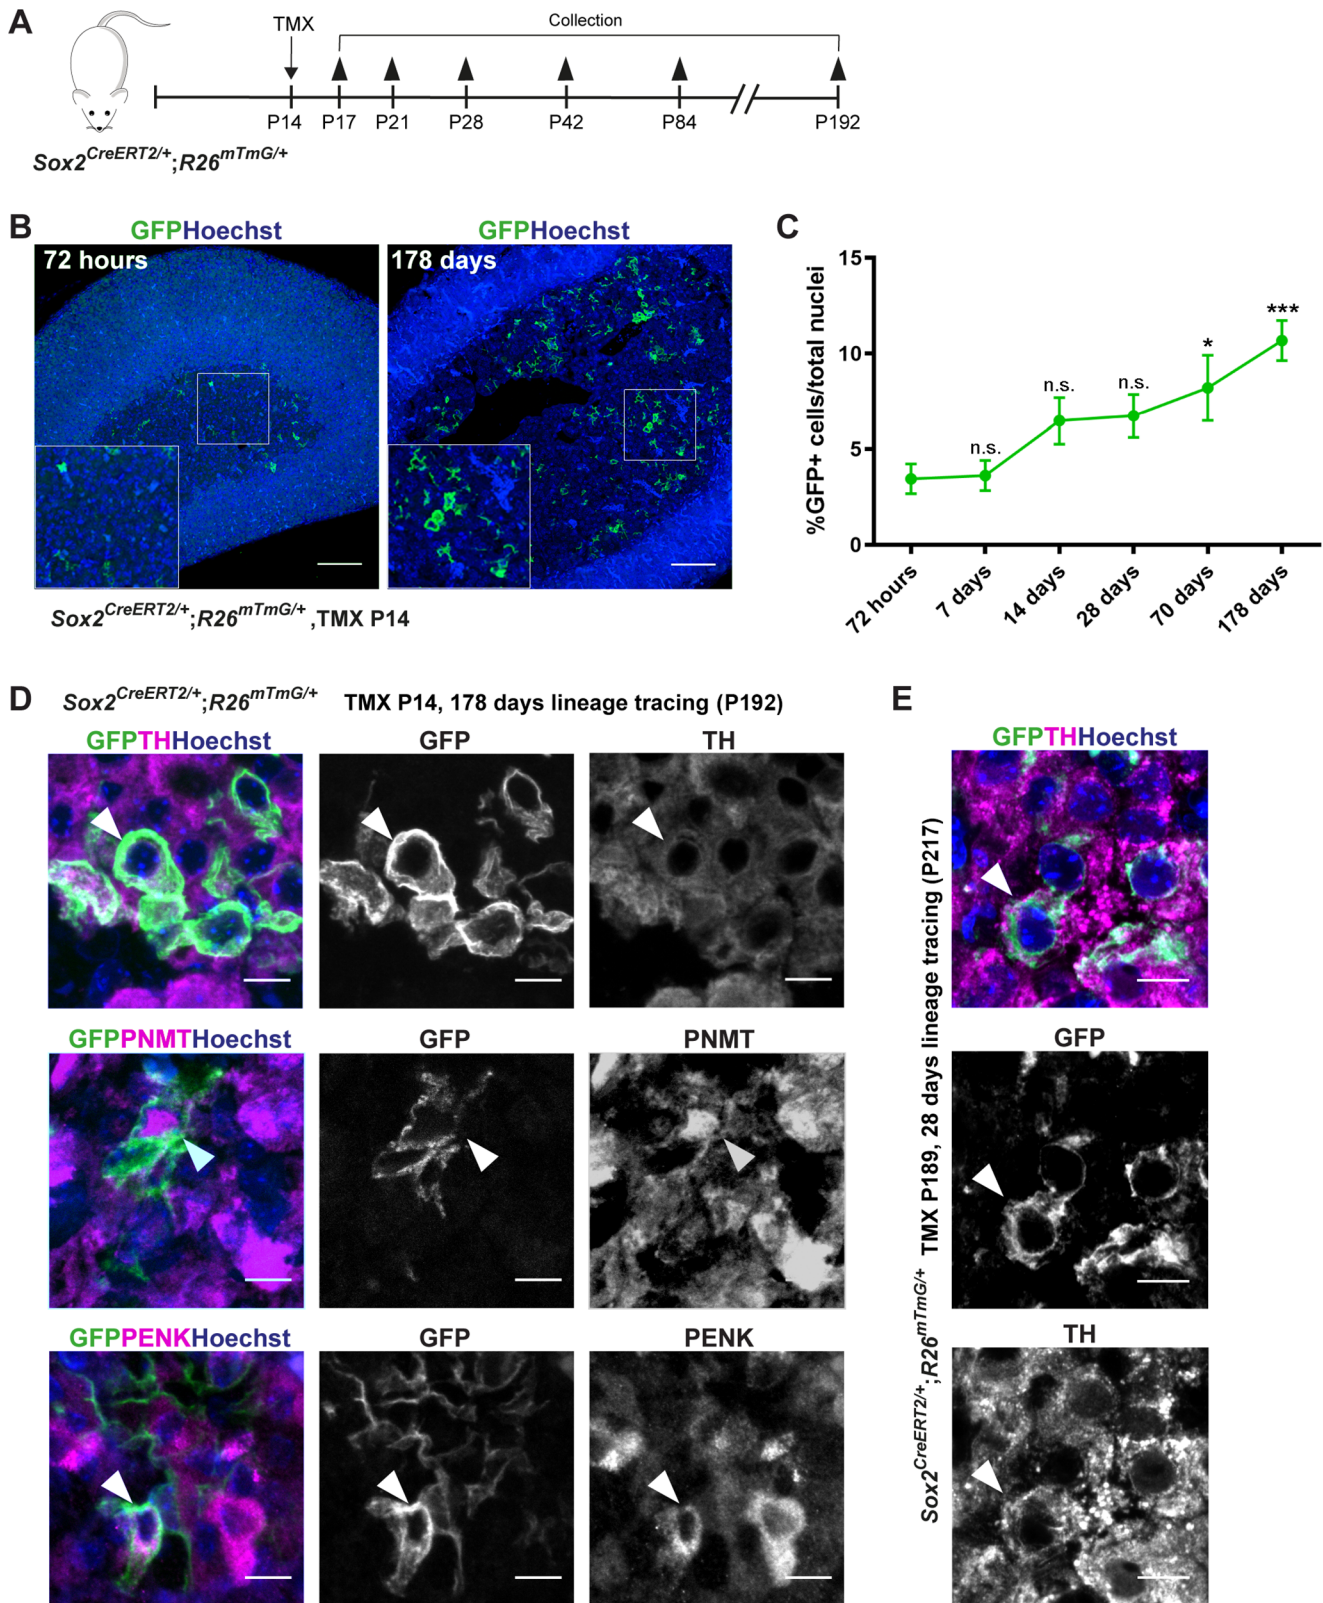 A
TMX
Collection
P14 P17 P21 P28 P42 P84 P192
Sox2CreERT2/+;R26mTmG/+
B
GFPHoechst
72 hours
GFPHoechst
178 days
Sox2CreERT2/+;R26mTmG/+ ,TMX P14
C
%GFP+ cells/total nuclei
15
10
5
0
n.s.
n.s.
n.s.
*
***
72 hours
7 days
14 days
28 days
70 days
178 days
D
Sox2CreERT2/+;R26mTmG/+ TMX P14, 178 days lineage tracing (P192)
GFPTHHoechst
GFP
TH
GFPPNMTHoechst
GFP
PNMT
GFPPENKHoechst
GFP
PENK
E
Sox2CreERT2/+;R26mTmG/+ TMX P189, 28 days lineage tracing (P217)
GFPTHHoechst
GFP
TH